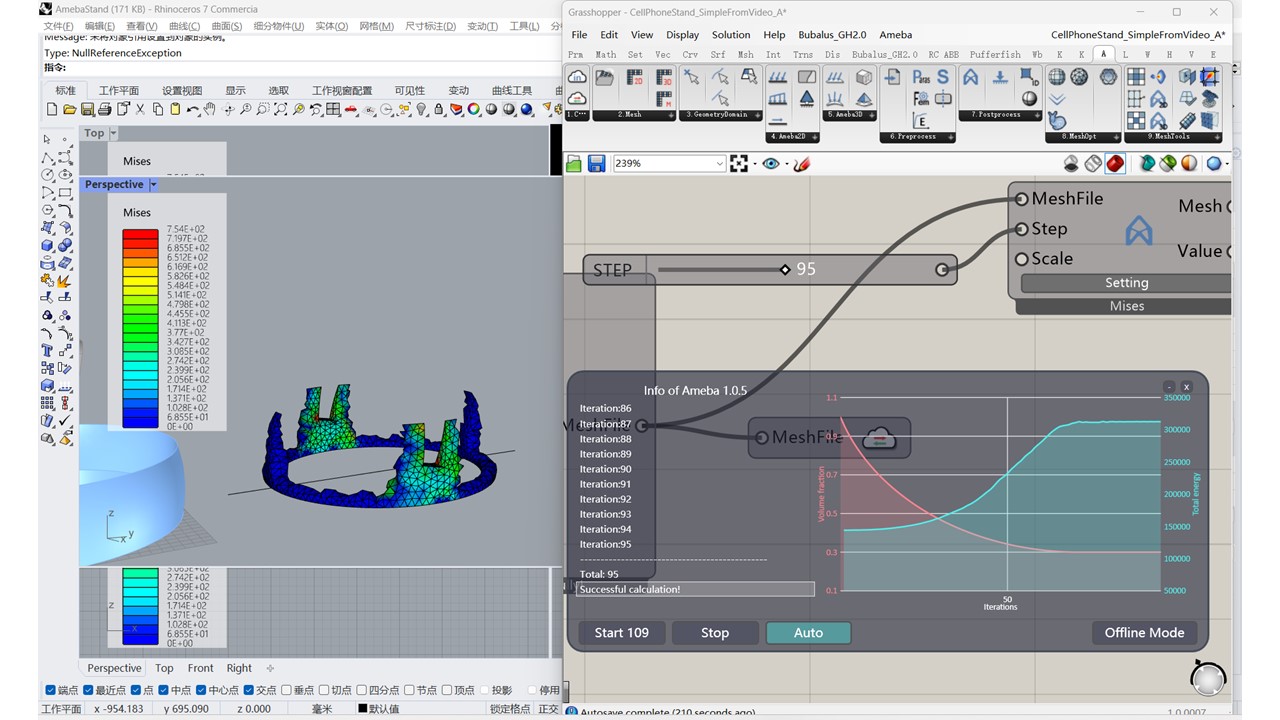 AmebaStand (171 KB) - Rhinoceros 7 Commercia
文件(F) 编辑(E) 查看(V) 曲线(C) 曲面(S) 细分物件(U) 实体(O) 网格(M) 尺寸标注(D) 变动(T) 工具(L) 分
Message: 未将对象引用设置到对象的实例。
Type: NullReferenceException
指令:
标准 工作平面 设置视图 显示 选取 工作视窗配置 可见性 变动 曲线工具
Top
Mises
Perspective
Mises
7.54E+02
7.197E+02
6.855E+02
6.512E+02
6.169E+02
5.826E+02
5.484E+02
5.141E+02
4.798E+02
4.455E+02
4.113E+02
3.77E+02
3.427E+02
3.085E+02
2.742E+02
2.399E+02
2.056E+02
1.714E+02
1.371E+02
1.028E+02
6.855E+01
0E+00
z
x y
3.085E+02
2.742E+02
2.399E+02
2.056E+02
1.714E+02
1.371E+02
1.028E+02
6.855E+01
0E+00
z
x
Perspective Top Front Right
端点 最近点 点 中点 中心点 交点 垂点 切点 四分点 节点 顶点 投影 停用
工作平面 x -954.183 y 695.090 z 0.000 毫米 默认值 锁定格点 正交
Grasshopper - CellPhoneStand_SimpleFromVideo_A*
File Edit View Display Solution Help Bubalus_GH2.0 Ameba CellPhoneStand_SimpleFromVideo_A*
Prm Math Set Vec Crv Srf Msh Int Trns Dis Bubalus_GH2.0 RC ABB Pufferfish Wb K K A L W H V E
1.C... 2.Mesh 3.GeometryDomain 4.Ameba2D 5.Ameba3D 6.Preprocess 7.Postprocess 8.MeshOpt 9.MeshTools
239%
MeshFile
Step
Scale
Mesh
Value
Setting
Mises
STEP 95
Info of Ameba 1.0.5
Iteration:86
Iteration:87
Iteration:88
Iteration:89
Iteration:90
Iteration:91
Iteration:92
Iteration:93
Iteration:94
Iteration:95
Total: 95
Successful calculation!
MeshFile
MeshFile
1.1
0.9
0.7
0.5
0.3
0.1
Volume fraction
350000
300000
250000
200000
150000
100000
50000
Total energy
50
Iterations
Start 109 Stop Auto Offline Mode
Autosave complete (210 seconds ago)
1.0.0007